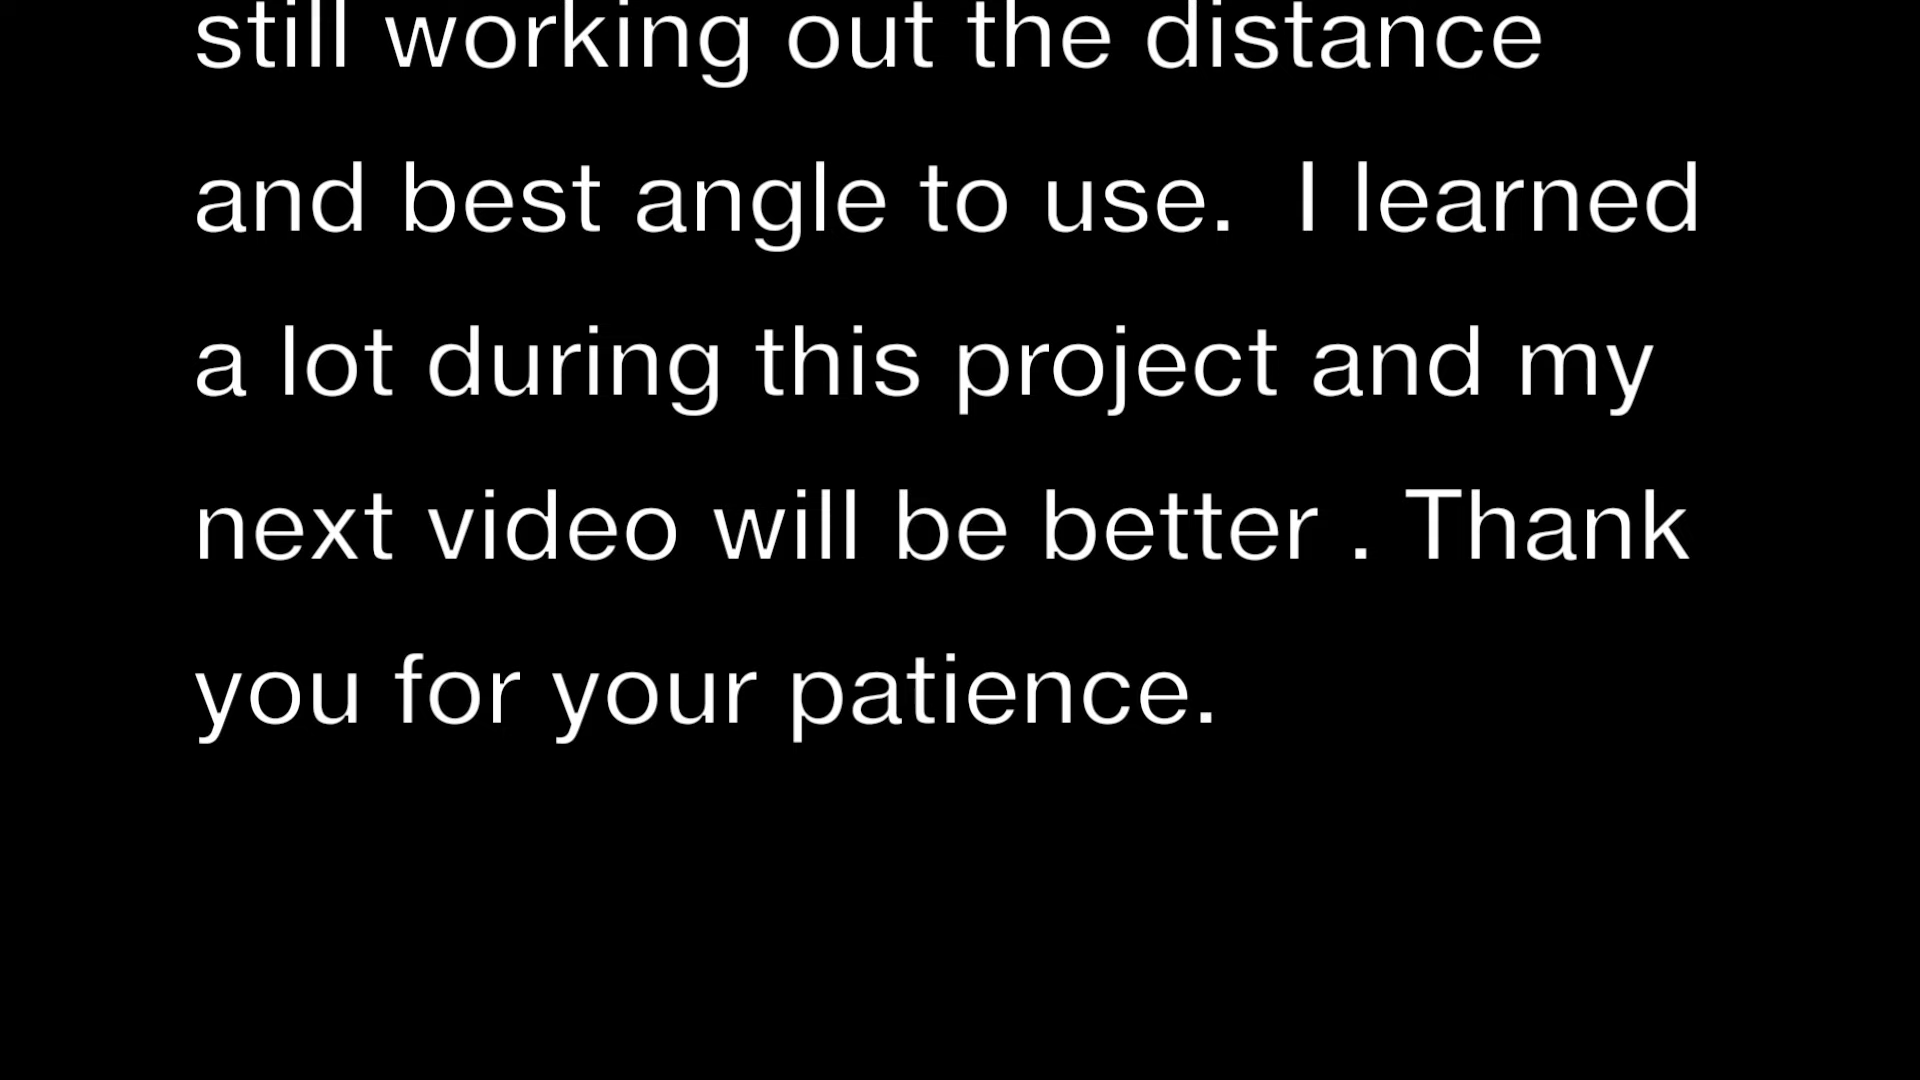 still working out the distance
and best angle to use.  I learned
a lot during this project and my
next video will be better . Thank
you for your patience.